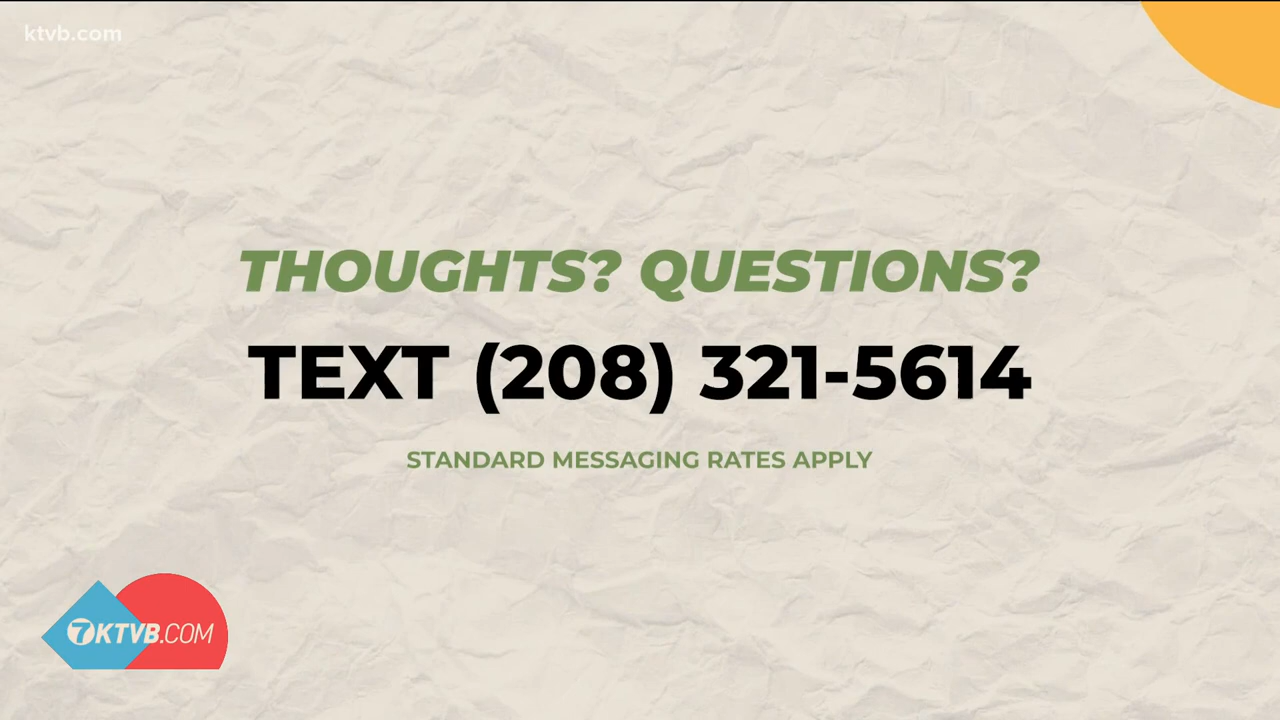 ktvb.com
THOUGHTS? QUESTIONS?
TEXT (208) 321-5614
STANDARD MESSAGING RATES APPLY
7KTVB.COM